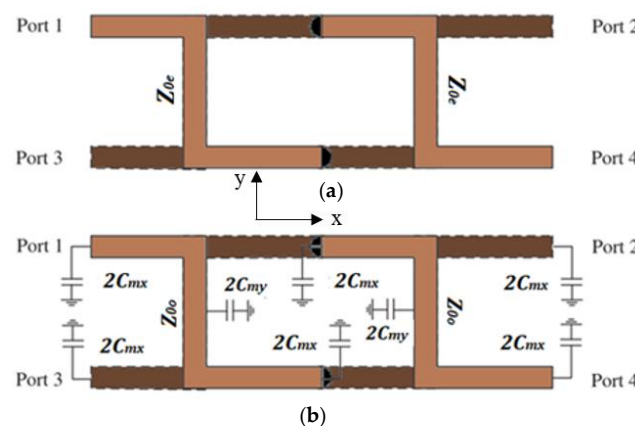 Port 1
Port 2
Z0e
Z0e
Port 3
Port 4
y
(a)
x
Port 1
Port 2
2Cmx
2Cmy
2Cmx
2Cmx
Z0o
Z0o
2Cmx
2Cmx
2Cmy
2Cmx
Port 3
Port 4
(b)